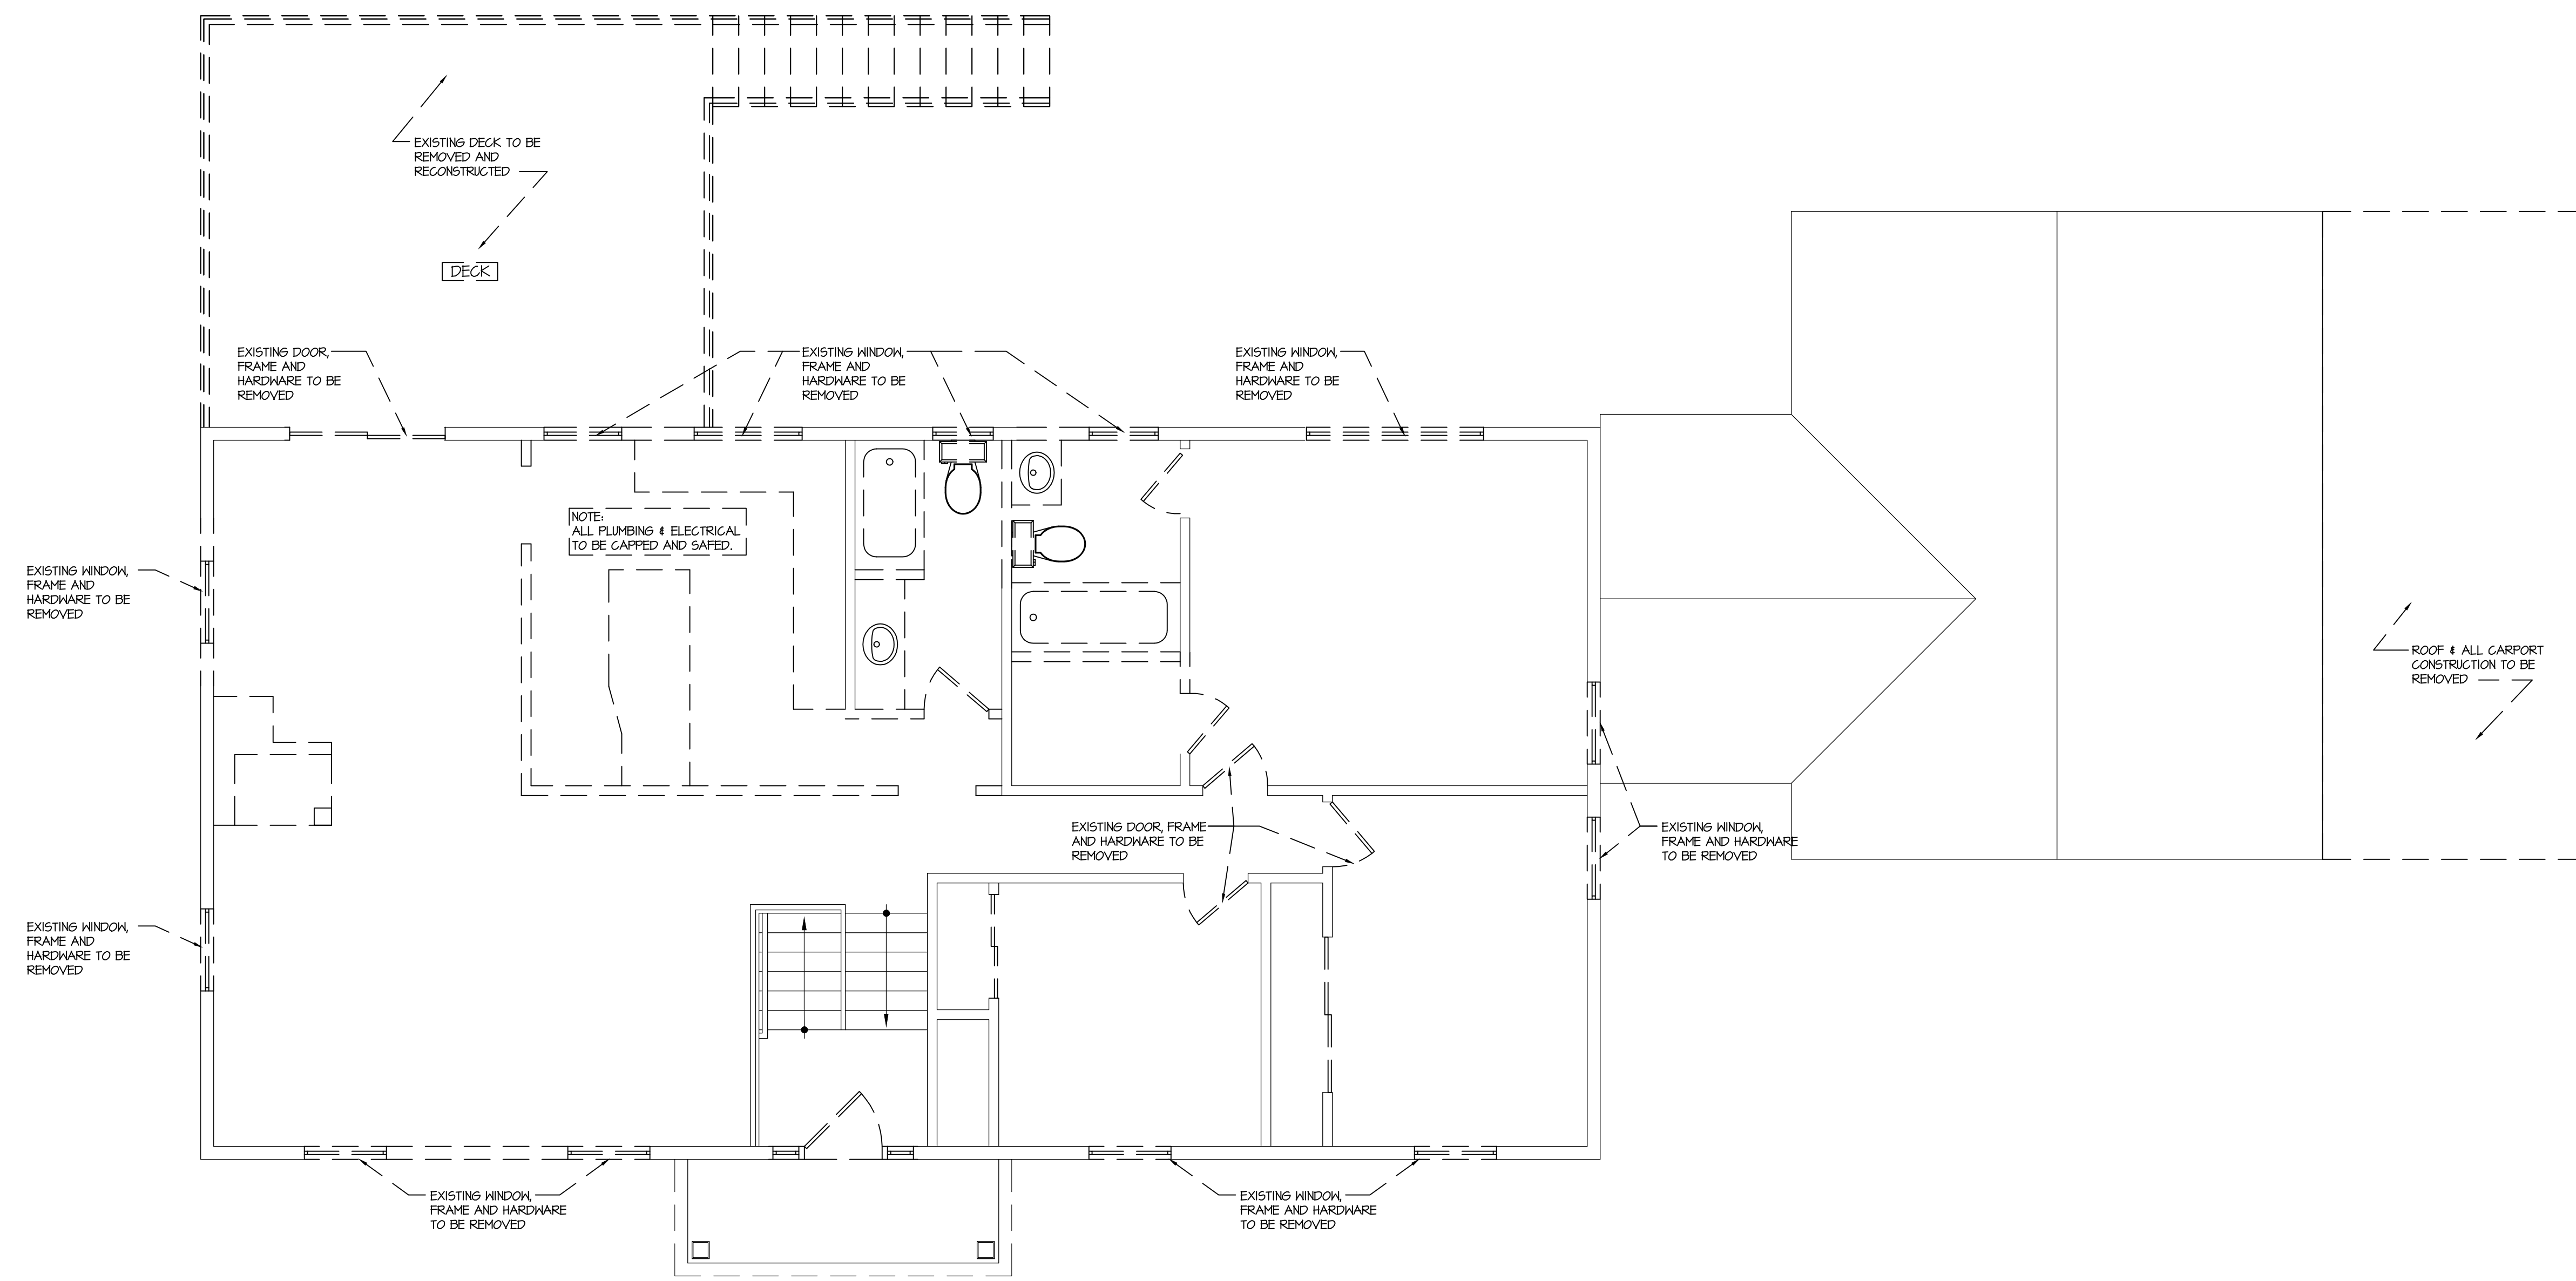 EXISTING DECK TO BE
REMOVED AND
RECONSTRUCTED
DECK
EXISTING DOOR,
FRAME AND
HARDWARE TO BE
REMOVED
EXISTING WINDOW,
FRAME AND
HARDWARE TO BE
REMOVED
EXISTING WINDOW,
FRAME AND
HARDWARE TO BE
REMOVED
NOTE:
ALL PLUMBING & ELECTRICAL
TO BE CAPPED AND SAFED.
EXISTING WINDOW,
FRAME AND
HARDWARE TO BE
REMOVED
ROOF & ALL CARPORT
CONSTRUCTION TO BE
REMOVED
EXISTING DOOR, FRAME
AND HARDWARE TO BE
REMOVED
EXISTING WINDOW,
FRAME AND HARDWARE
TO BE REMOVED
EXISTING WINDOW,
FRAME AND
HARDWARE TO BE
REMOVED
EXISTING WINDOW,
FRAME AND HARDWARE
TO BE REMOVED
EXISTING WINDOW,
FRAME AND HARDWARE
TO BE REMOVED